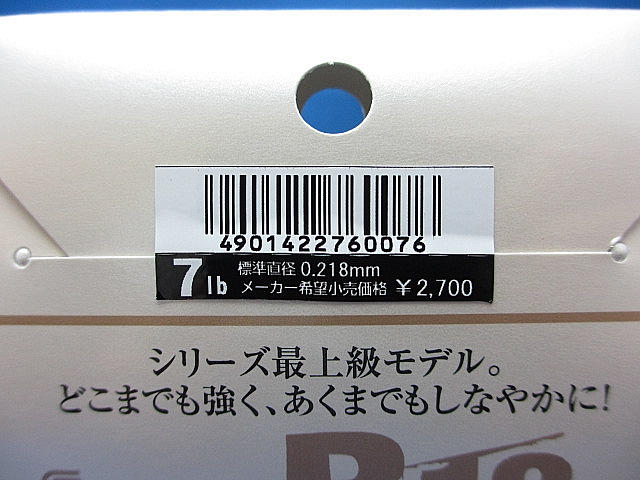 4901422760076
7lb 標準直径 0.218mm
メーカー希望小売価格 ￥2,700
シリーズ最上級モデル。
どこまでも強く、あくまでもしなやかに!
R18